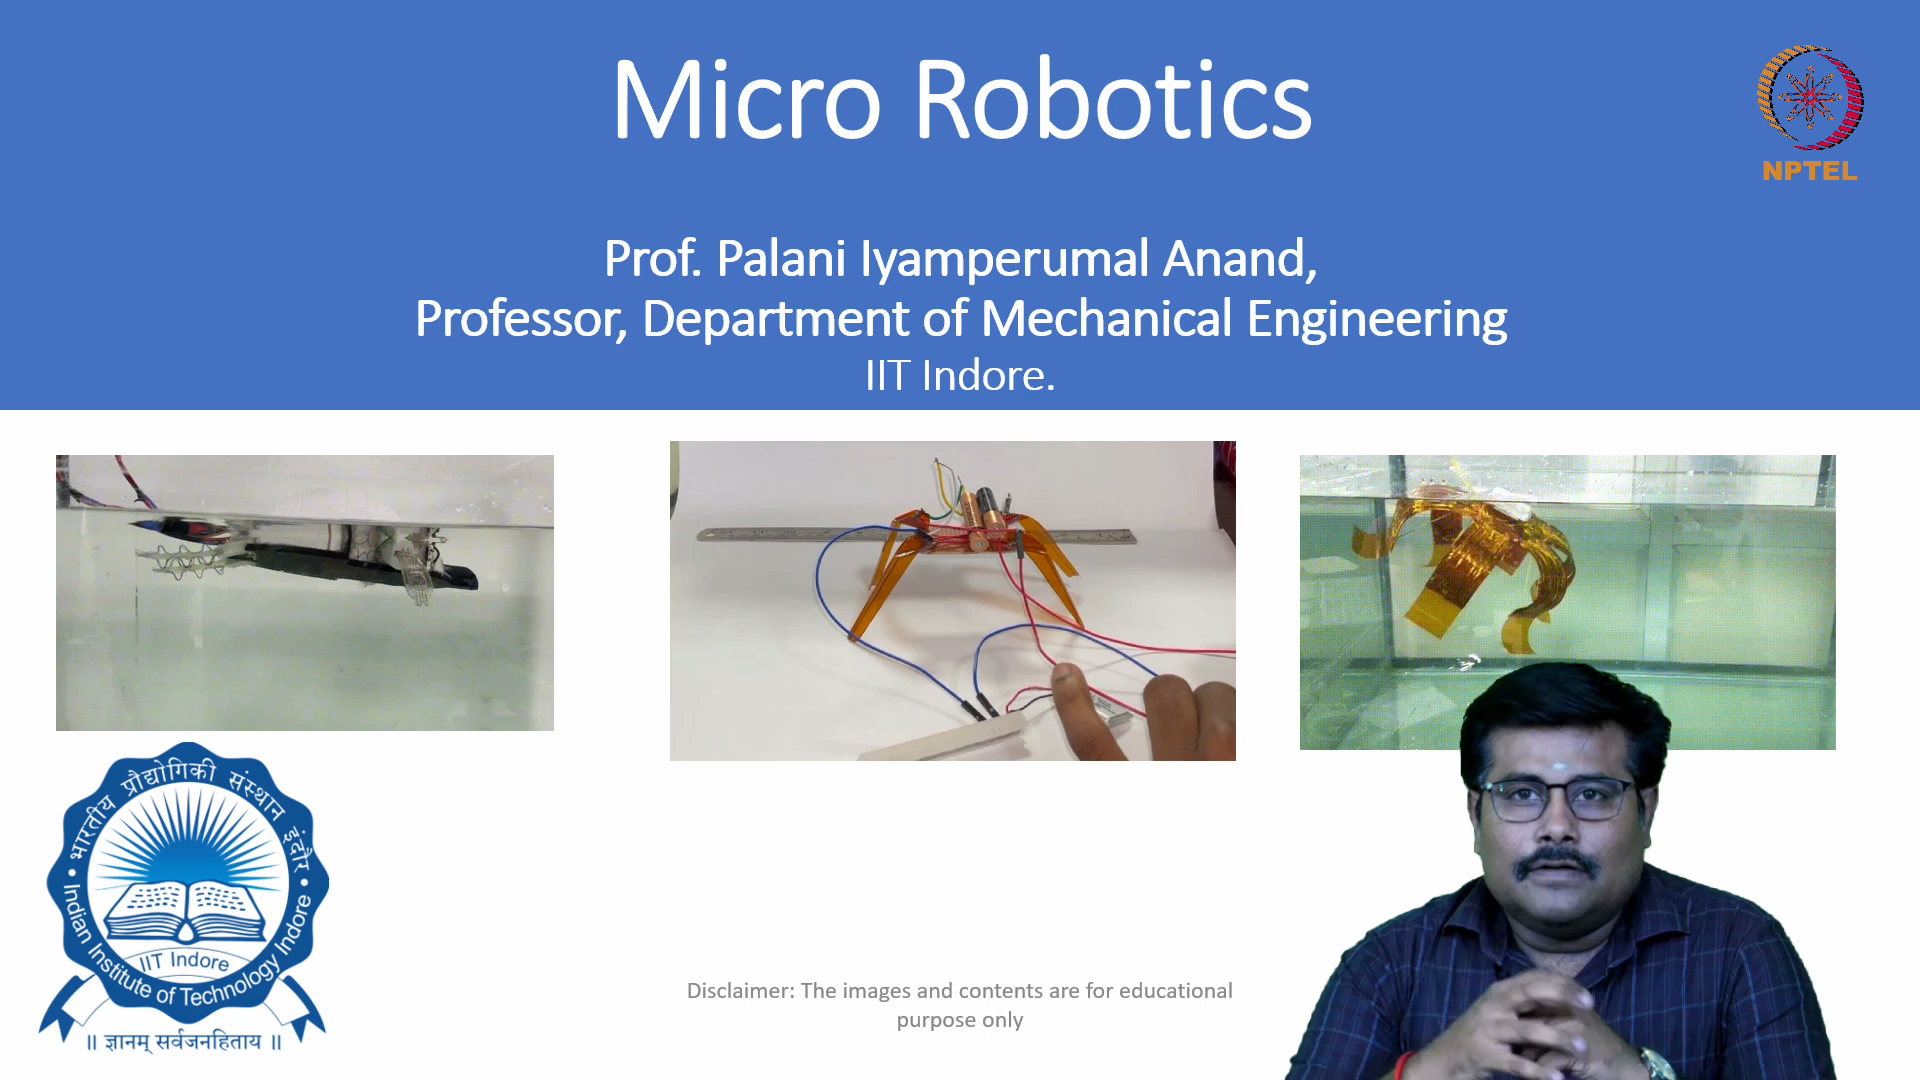 Micro Robotics
NPTEL
Prof. Palani Iyamperumal Anand,
Professor, Department of Mechanical Engineering
IIT Indore.
भारतीय प्रौद्योगिकी संस्थान इंदौर
Indian Institute of Technology Indore
IIT Indore
॥ ज्ञानम् सर्वजनहिताय ॥
Disclaimer: The images and contents are for educational
purpose only